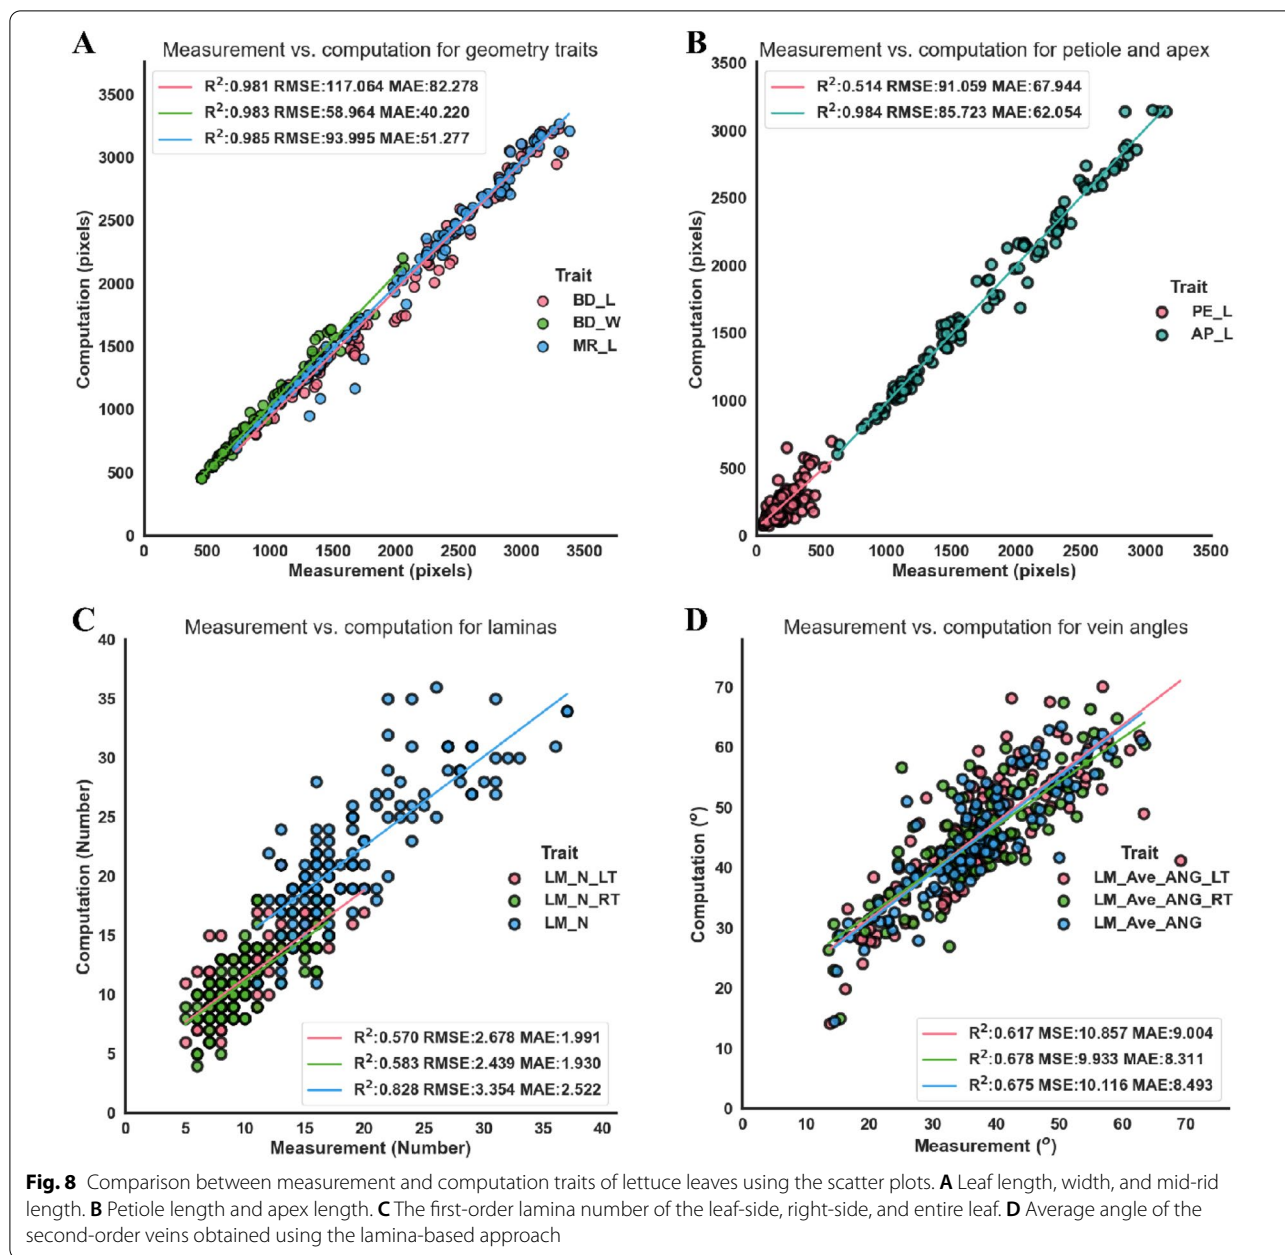 A
Measurement vs. computation for geometry traits
R²:0.981 RMSE:117.064 MAE:82.278
R²:0.983 RMSE:58.964 MAE:40.220
R²:0.985 RMSE:93.995 MAE:51.277
3500
3000
2500
2000
1500
1000
500
0
Computation (pixels)
Trait
BD_L
BD_W
MR_L
0 500 1000 1500 2000 2500 3000 3500
Measurement (pixels)
B
Measurement vs. computation for petiole and apex
R²:0.514 RMSE:91.059 MAE:67.944
R²:0.984 RMSE:85.723 MAE:62.054
3500
3000
2500
2000
1500
1000
500
0
Computation (pixels)
Trait
PE_L
AP_L
0 500 1000 1500 2000 2500 3000 3500
Measurement (pixels)
C
Measurement vs. computation for laminas
40
35
30
25
20
15
10
5
0
Computation (Number)
Trait
LM_N_LT
LM_N_RT
LM_N
R²:0.570 RMSE:2.678 MAE:1.991
R²:0.583 RMSE:2.439 MAE:1.930
R²:0.828 RMSE:3.354 MAE:2.522
0 5 10 15 20 25 30 35 40
Measurement (Number)
D
Measurement vs. computation for vein angles
70
60
50
40
30
20
10
0
Computation (°)
Trait
LM_Ave_ANG_LT
LM_Ave_ANG_RT
LM_Ave_ANG
R²:0.617 MSE:10.857 MAE:9.004
R²:0.678 MSE:9.933 MAE:8.311
R²:0.675 MSE:10.116 MAE:8.493
0 10 20 30 40 50 60 70
Measurement (°)
Fig. 8 Comparison between measurement and computation traits of lettuce leaves using the scatter plots. A Leaf length, width, and mid-rid
length. B Petiole length and apex length. C The first-order lamina number of the leaf-side, right-side, and entire leaf. D Average angle of the
second-order veins obtained using the lamina-based approach